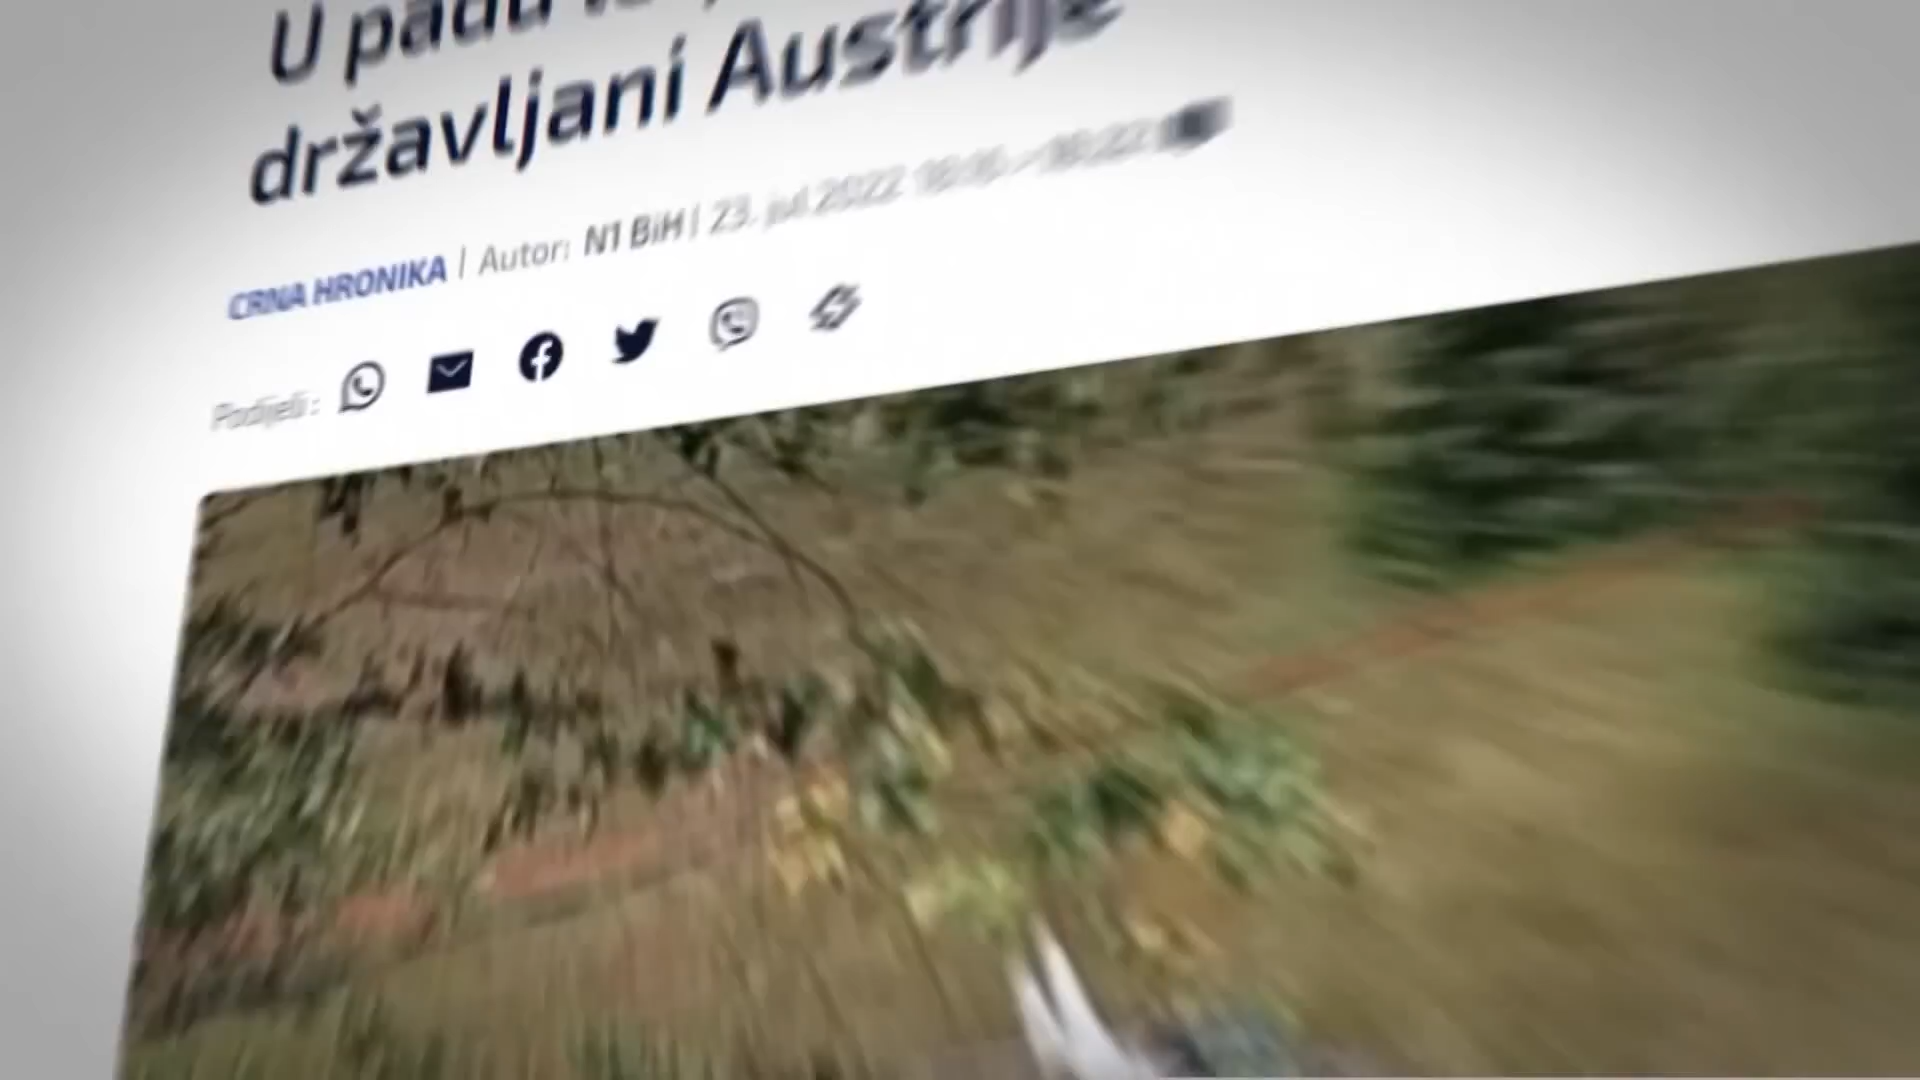 U padu
državljani Austrije
CRNA HRONIKA | Autor: N1 BiH | 23. jul 2022
Podijeli: